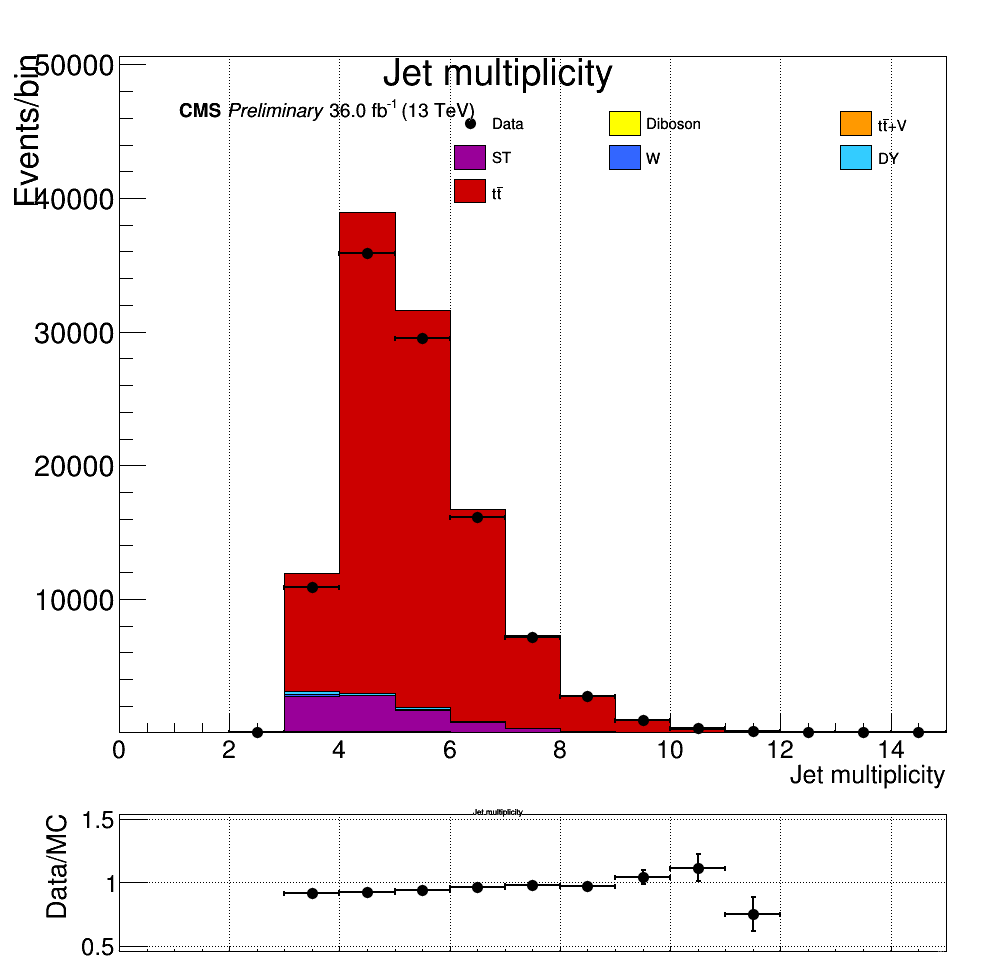 Jet multiplicity
Events/bin
CMS Preliminary 36.0 fb⁻¹ (13 TeV)
Data
Diboson
tt̄+V
ST
W
DY
tt̄
50000
40000
30000
20000
10000
0 2 4 6 8 10 12 14
Jet multiplicity
Jet multiplicity
Data/MC
1.5
1
0.5